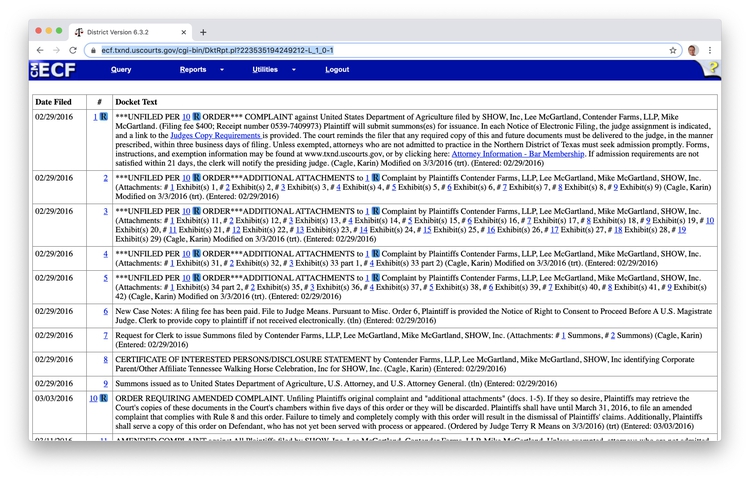 District Version 6.3.2
ecf.txnd.uscourts.gov/cgi-bin/DktRpt.pl?223535194249212-L_1_0-1
CM ECF Query Reports Utilities Logout ?
Date Filed # Docket Text
02/29/2016 1 R ***UNFILED PER 10 R ORDER*** COMPLAINT against United States Department of Agriculture filed by SHOW, Inc, Lee McGartland, Contender Farms, LLP, Mike
McGartland. (Filing fee $400; Receipt number 0539-7409973) Plaintiff will submit summons(es) for issuance. In each Notice of Electronic Filing, the judge assignment is indicated,
and a link to the Judges Copy Requirements is provided. The court reminds the filer that any required copy of this and future documents must be delivered to the judge, in the manner
prescribed, within three business days of filing. Unless exempted, attorneys who are not admitted to practice in the Northern District of Texas must seek admission promptly. Forms,
instructions, and exemption information may be found at www.txnd.uscourts.gov, or by clicking here: Attorney Information - Bar Membership. If admission requirements are not
satisfied within 21 days, the clerk will notify the presiding judge. (Cagle, Karin) Modified on 3/3/2016 (trt). (Entered: 02/29/2016)
02/29/2016 2 ***UNFILED PER 10 R ORDER***ADDITIONAL ATTACHMENTS to 1 R Complaint by Plaintiffs Contender Farms, LLP, Lee McGartland, Mike McGartland, SHOW, Inc.
(Attachments: # 1 Exhibit(s) 1, # 2 Exhibit(s) 2, # 3 Exhibit(s) 3, # 4 Exhibit(s) 4, # 5 Exhibit(s) 5, # 6 Exhibit(s) 6, # 7 Exhibit(s) 7, # 8 Exhibit(s) 8, # 9 Exhibit(s) 9) (Cagle, Karin)
Modified on 3/3/2016 (trt). (Entered: 02/29/2016)
02/29/2016 3 ***UNFILED PER 10 R ORDER***ADDITIONAL ATTACHMENTS to 1 R Complaint by Plaintiffs Contender Farms, LLP, Lee McGartland, Mike McGartland, SHOW, Inc.
(Attachments: # 1 Exhibit(s) 10, # 2 Exhibit(s) 11, # 3 Exhibit(s) 12, # 4 Exhibit(s) 13, # 5 Exhibit(s) 14, # 6 Exhibit(s) 15, # 7 Exhibit(s) 16, # 8 Exhibit(s) 18, # 9 Exhibit(s) 19, # 10
Exhibit(s) 20, # 11 Exhibit(s) 21, # 12 Exhibit(s) 22, # 13 Exhibit(s) 23, # 14 Exhibit(s) 24, # 15 Exhibit(s) 25, # 16 Exhibit(s) 26, # 17 Exhibit(s) 27, # 18 Exhibit(s) 28, # 19
Exhibit(s) 29) (Cagle, Karin) Modified on 3/3/2016 (trt). (Entered: 02/29/2016)
02/29/2016 4 ***UNFILED PER 10 R ORDER***ADDITIONAL ATTACHMENTS to 1 R Complaint by Plaintiffs Contender Farms, LLP, Lee McGartland, Mike McGartland, SHOW, Inc.
(Attachments: # 1 Exhibit(s) 31, # 2 Exhibit(s) 32, # 3 Exhibit(s) 33 part 1, # 4 Exhibit(s) 33 part 2) (Cagle, Karin) Modified on 3/3/2016 (trt). (Entered: 02/29/2016)
02/29/2016 5 ***UNFILED PER 10 R ORDER***ADDITIONAL ATTACHMENTS to 1 R Complaint by Plaintiffs Contender Farms, LLP, Lee McGartland, Mike McGartland, SHOW, Inc.
(Attachments: # 1 Exhibit(s) 34 part 2, # 2 Exhibit(s) 35, # 3 Exhibit(s) 36, # 4 Exhibit(s) 37, # 5 Exhibit(s) 38, # 6 Exhibit(s) 39, # 7 Exhibit(s) 40, # 8 Exhibit(s) 41, # 9 Exhibit(s)
42) (Cagle, Karin) Modified on 3/3/2016 (trt). (Entered: 02/29/2016)
02/29/2016 6 New Case Notes: A filing fee has been paid. File to Judge Means. Pursuant to Misc. Order 6, Plaintiff is provided the Notice of Right to Consent to Proceed Before A U.S. Magistrate
Judge. Clerk to provide copy to plaintiff if not received electronically. (tln) (Entered: 02/29/2016)
02/29/2016 7 Request for Clerk to issue Summons filed by Contender Farms, LLP, Lee McGartland, Mike McGartland, SHOW, Inc. (Attachments: # 1 Summons, # 2 Summons) (Cagle, Karin)
(Entered: 02/29/2016)
02/29/2016 8 CERTIFICATE OF INTERESTED PERSONS/DISCLOSURE STATEMENT by Contender Farms, LLP, Lee McGartland, Mike McGartland, SHOW, Inc identifying Corporate
Parent/Other Affiliate Tennessee Walking Horse Celebration, Inc for SHOW, Inc. (Cagle, Karin) (Entered: 02/29/2016)
02/29/2016 9 Summons issued as to United States Department of Agriculture, U.S. Attorney, and U.S. Attorney General. (tln) (Entered: 02/29/2016)
03/03/2016 10 R ORDER REQUIRING AMENDED COMPLAINT. Unfiling Plaintiffs original complaint and "additional attachments" (docs. 1-5). If they so desire, Plaintiffs may retrieve the
Court's copies of these documents in the Court's chambers within five days of this order or they will be discarded. Plaintiffs shall have until March 31, 2016, to file an amended
complaint that complies with Rule 8 and this order. Failure to timely and completely comply with this order will result in the dismissal of Plaintiffs' claims. Additionally, Plaintiffs
shall serve a copy of this order on Defendant, who has not yet been served with process or appeared. (Ordered by Judge Terry R Means on 3/3/2016) (trt) (Entered: 03/03/2016)
03/11/2016 11 AMENDED COMPLAINT against All Plaintiffs filed by SHOW, Inc, Lee McGartland, Contender Farms, LLP, Mike McGartland. Unless exempted, attorneys who are not admitted